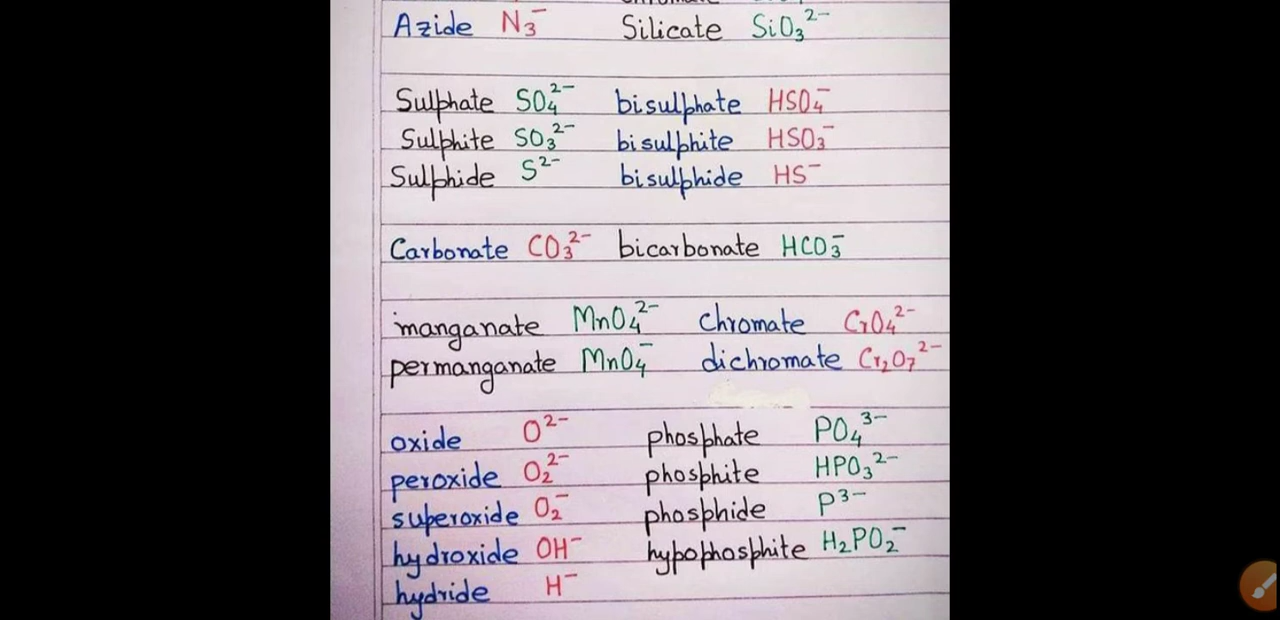 Azide N₃⁻ Silicate SiO₃²⁻
Sulphate SO₄²⁻ bisulphate HSO₄⁻
Sulphite SO₃²⁻ bisulphite HSO₃⁻
Sulphide S²⁻ bisulphide HS⁻
Carbonate CO₃²⁻ bicarbonate HCO₃⁻
manganate MnO₄²⁻ Chromate CrO₄²⁻
permanganate MnO₄⁻ dichromate Cr₂O₇²⁻
oxide O²⁻ phosphate PO₄³⁻
peroxide O₂²⁻ phosphite HPO₃²⁻
superoxide O₂⁻ phosphide P³⁻
hydroxide OH⁻ hypophosphite H₂PO₂⁻
hydride H⁻